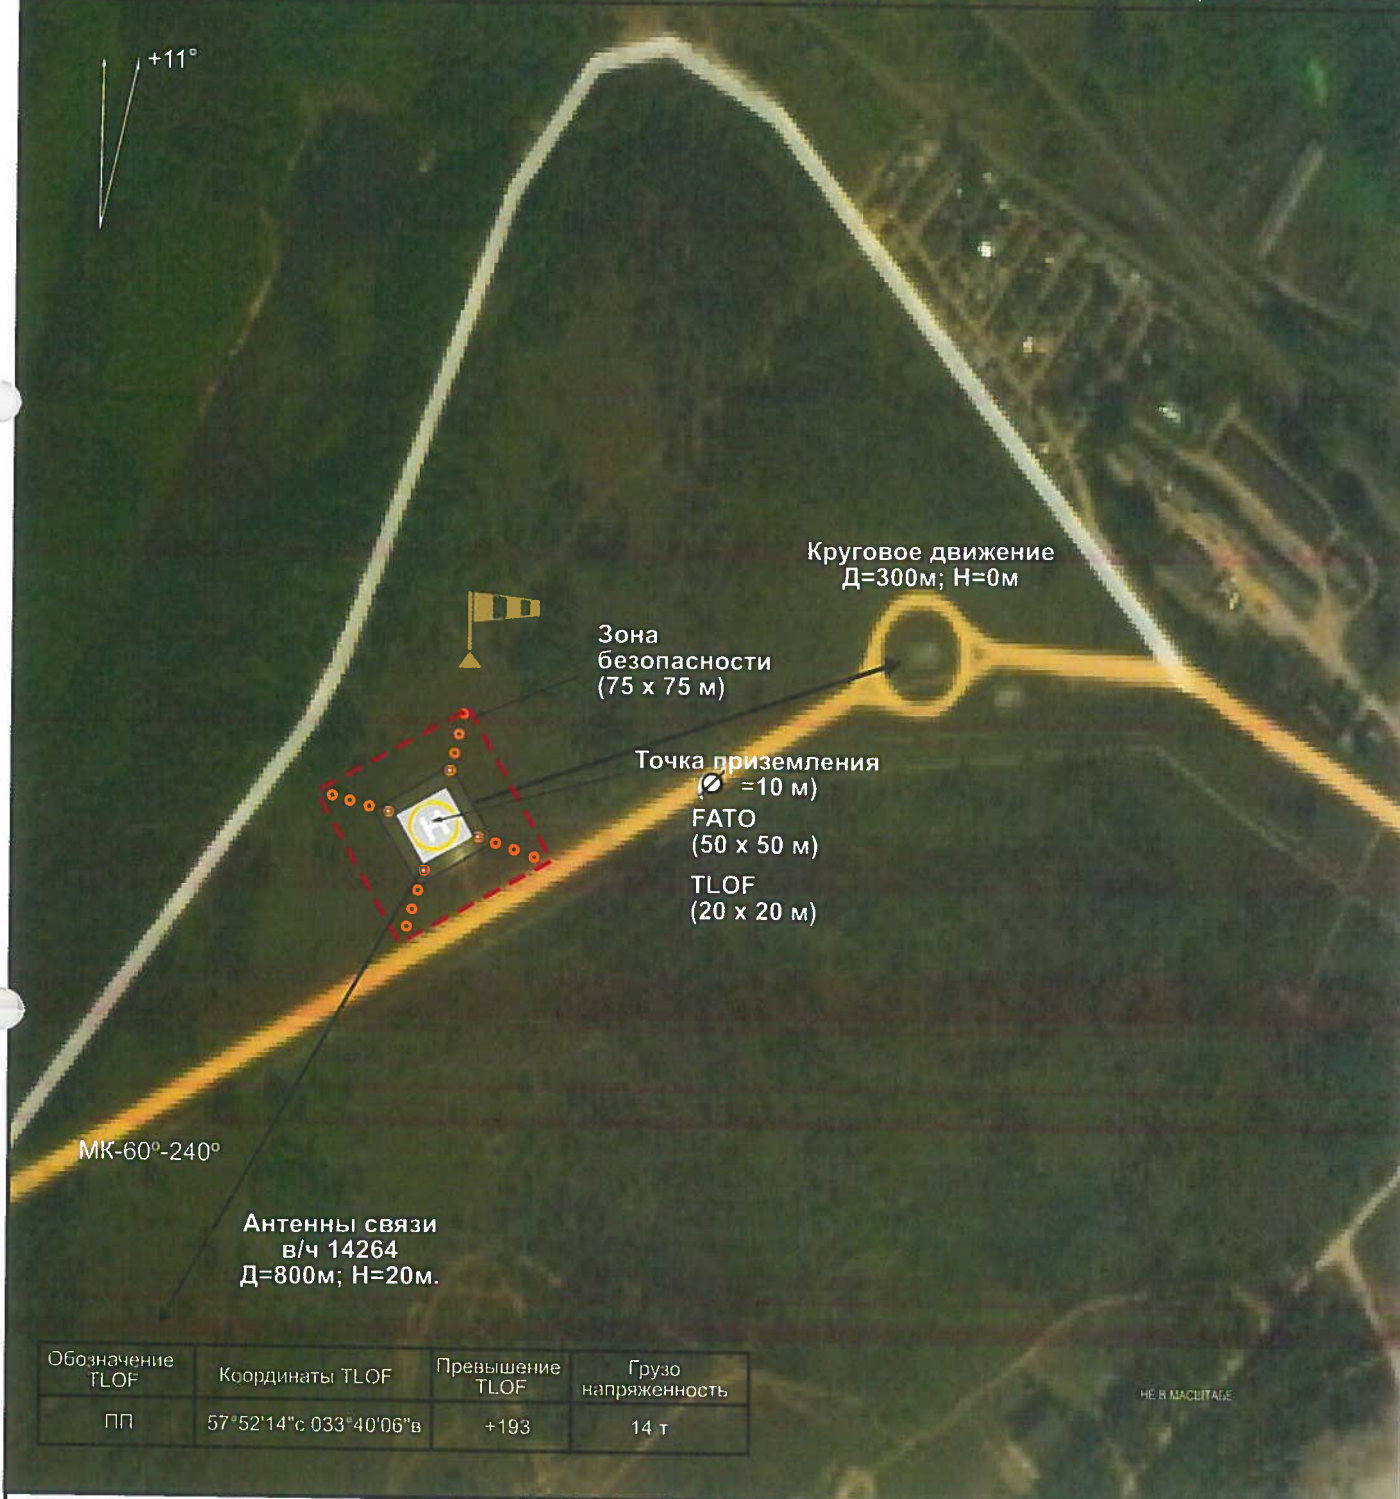 +11°
Круговое движение
Д=300м; Н=0м
Зона
безопасности
(75 х 75 м)
Точка приземления
( =10 м)
FATO
(50 х 50 м)
TLOF
(20 х 20 м)
МК-60°-240°
Антенны связи
в/ч 14264
Д=800м; Н=20м.
Обозначение
TLOF
Координаты TLOF
Превышение
TLOF
Грузо
напряженность
ПП
57°52'14"с 033°40'06"в
+193
14 т
НЕ В МАСШТАБЕ